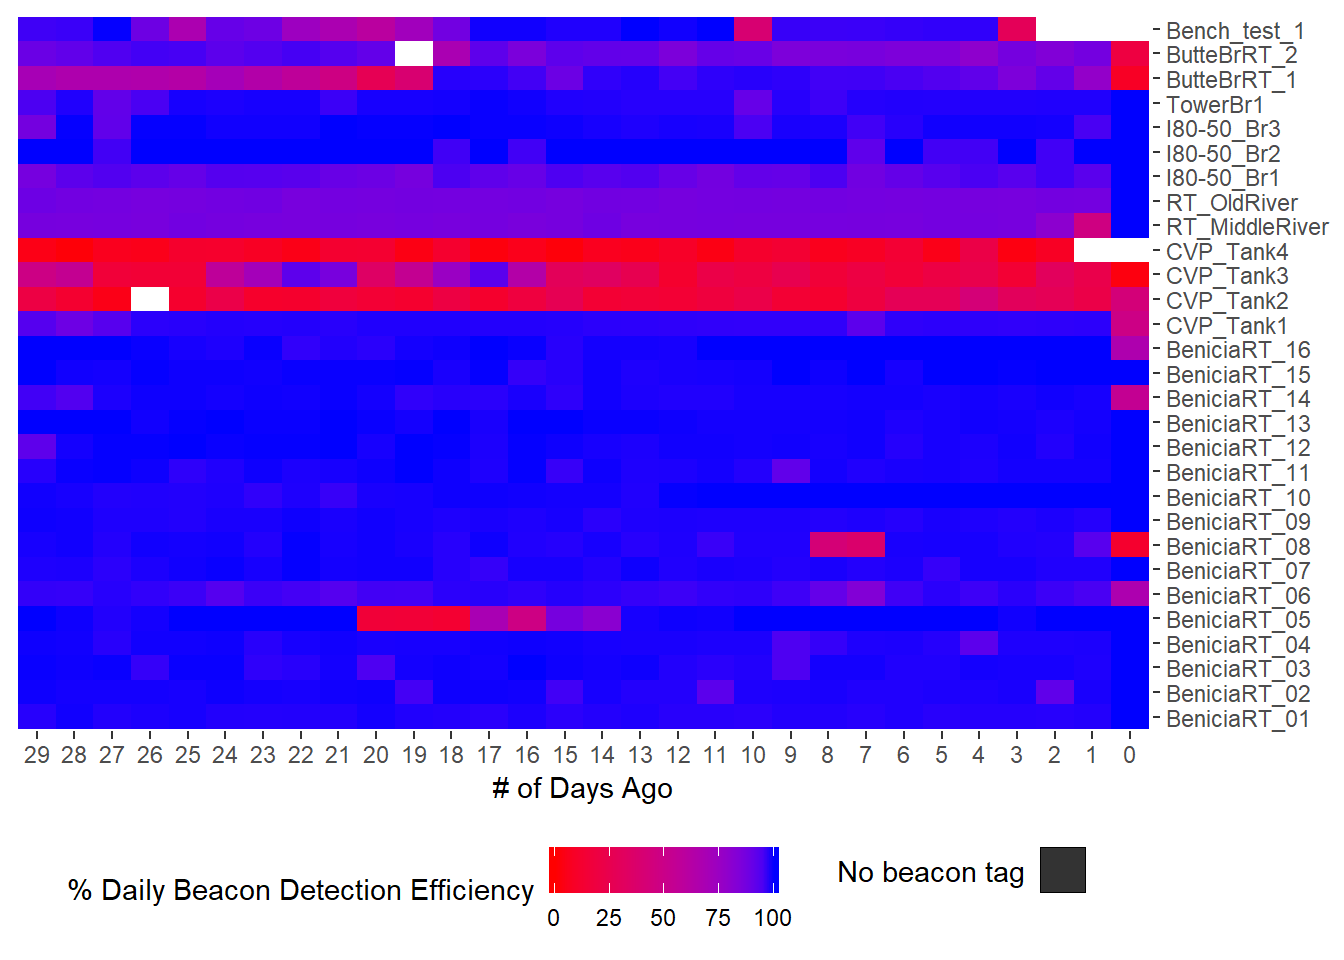 Bench_test_1
ButteBrRT_2
ButteBrRT_1
TowerBr1
I80-50_Br3
I80-50_Br2
I80-50_Br1
RT_OldRiver
RT_MiddleRiver
CVP_Tank4
CVP_Tank3
CVP_Tank2
CVP_Tank1
BeniciaRT_16
BeniciaRT_15
BeniciaRT_14
BeniciaRT_13
BeniciaRT_12
BeniciaRT_11
BeniciaRT_10
BeniciaRT_09
BeniciaRT_08
BeniciaRT_07
BeniciaRT_06
BeniciaRT_05
BeniciaRT_04
BeniciaRT_03
BeniciaRT_02
BeniciaRT_01
29 28 27 26 25 24 23 22 21 20 19 18 17 16 15 14 13 12 11 10 9 8 7 6 5 4 3 2 1 0
# of Days Ago
% Daily Beacon Detection Efficiency
0 25 50 75 100
No beacon tag